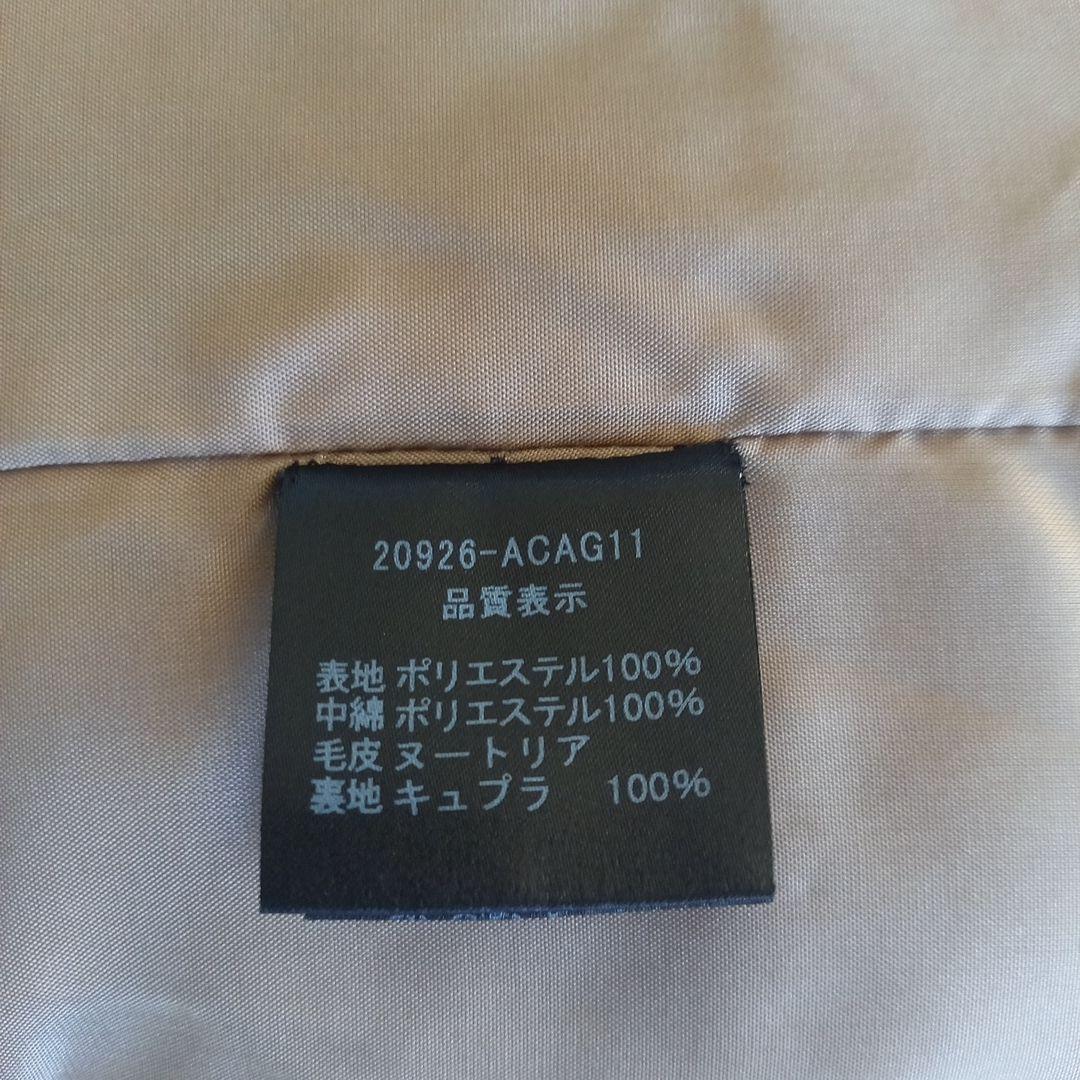 20926-ACAG11
品質表示
表地 ポリエステル100%
中綿 ポリエステル100%
毛皮 ヌートリア
裏地 キュプラ 100%